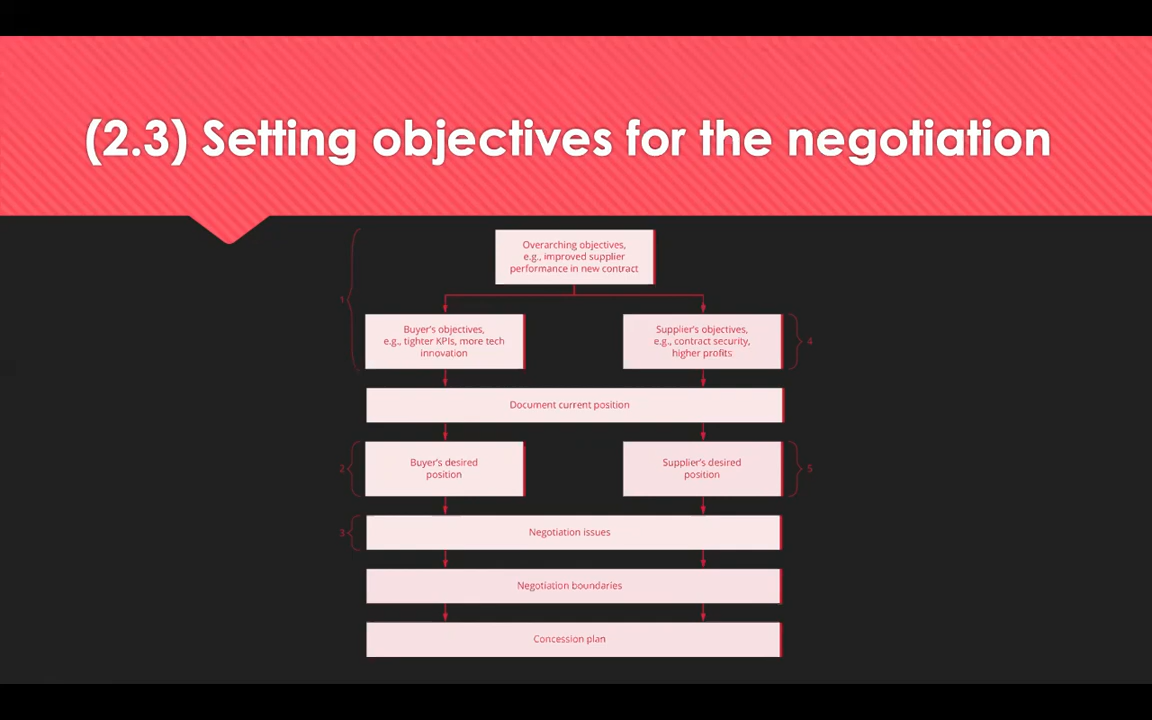 (2.3) Setting objectives for the negotiation
Overarching objectives,
e.g., improved supplier
performance in new contract
1
Buyer's objectives,
e.g., tighter KPIs, more tech
innovation
Supplier's objectives,
e.g., contract security,
higher profits
4
Document current position
2
Buyer's desired
position
Supplier's desired
position
5
3
Negotiation issues
Negotiation boundaries
Concession plan